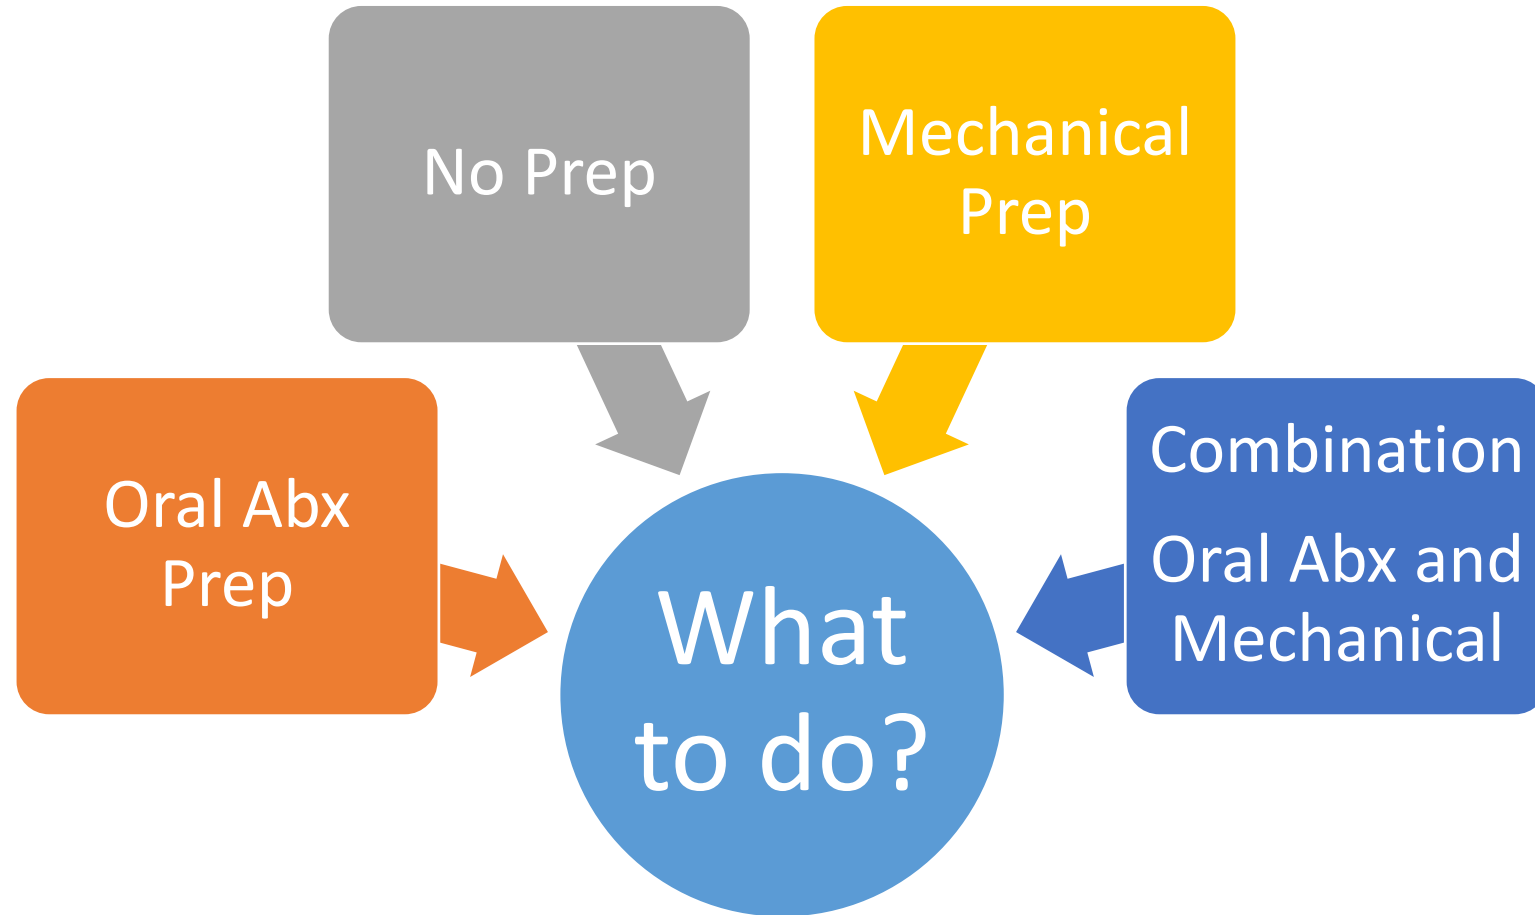 No Prep
Mechanical
Prep
Oral Abx
Prep
Combination
Oral Abx and
Mechanical
What
to do?